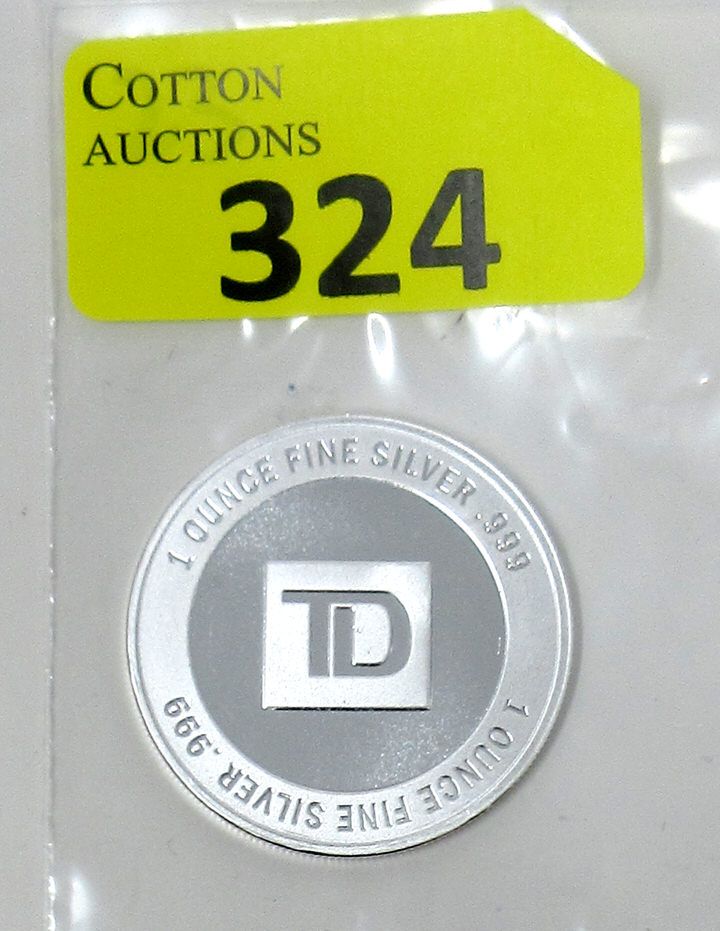 COTTON
AUCTIONS
324
1 OUNCE FINE SILVER .999
TD
1 OUNCE FINE SILVER .999